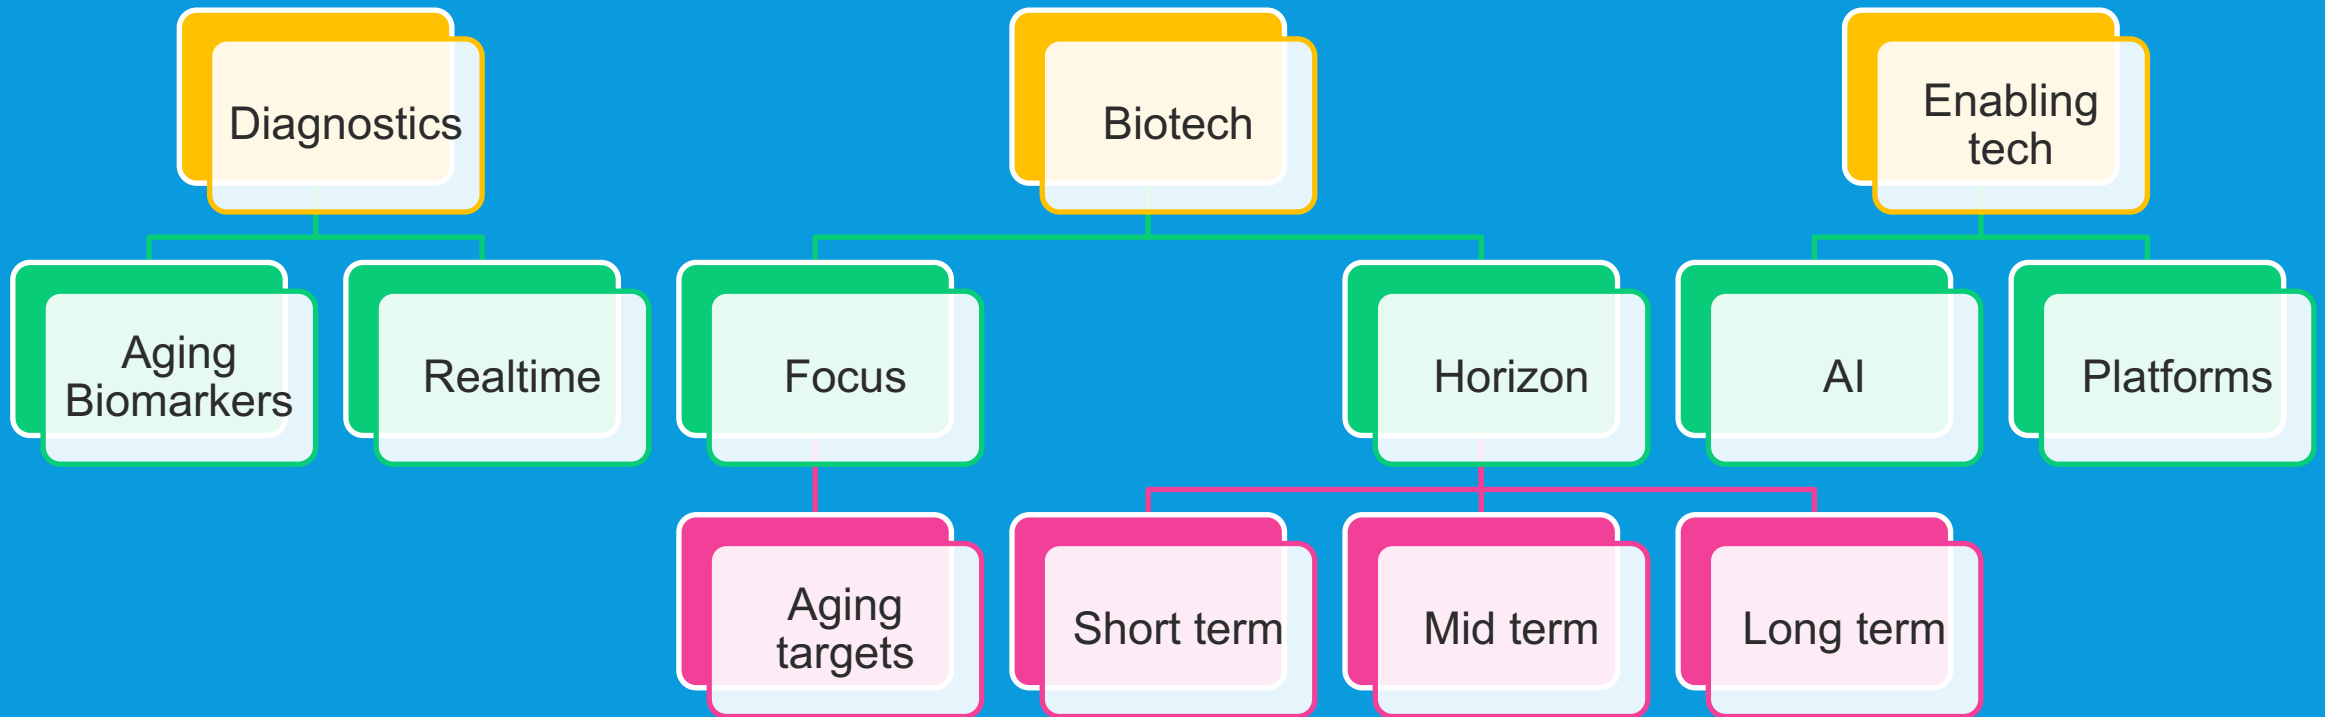 Diagnostics
Biotech
Enabling
tech
Aging
Biomarkers
Realtime
Focus
Horizon
AI
Platforms
Aging
targets
Short term
Mid term
Long term